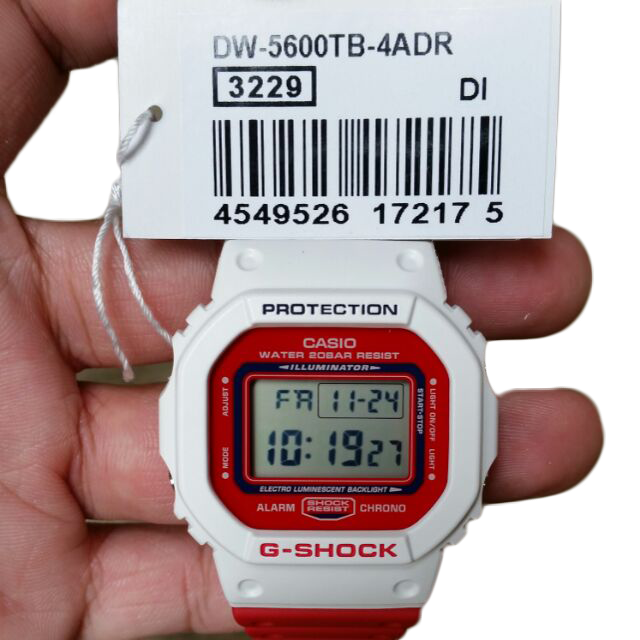 DW-5600TB-4ADR
3229 DI
4549526 17217 5
PROTECTION
CASIO
WATER 20BAR RESIST
ILLUMINATOR
ADJUST
MODE
FR 11-24
10:19 27
LIGHT ON/OFF
START·STOP
LIGHT
ELECTRO LUMINESCENT BACKLIGHT
ALARM SHOCK RESIST CHRONO
G-SHOCK